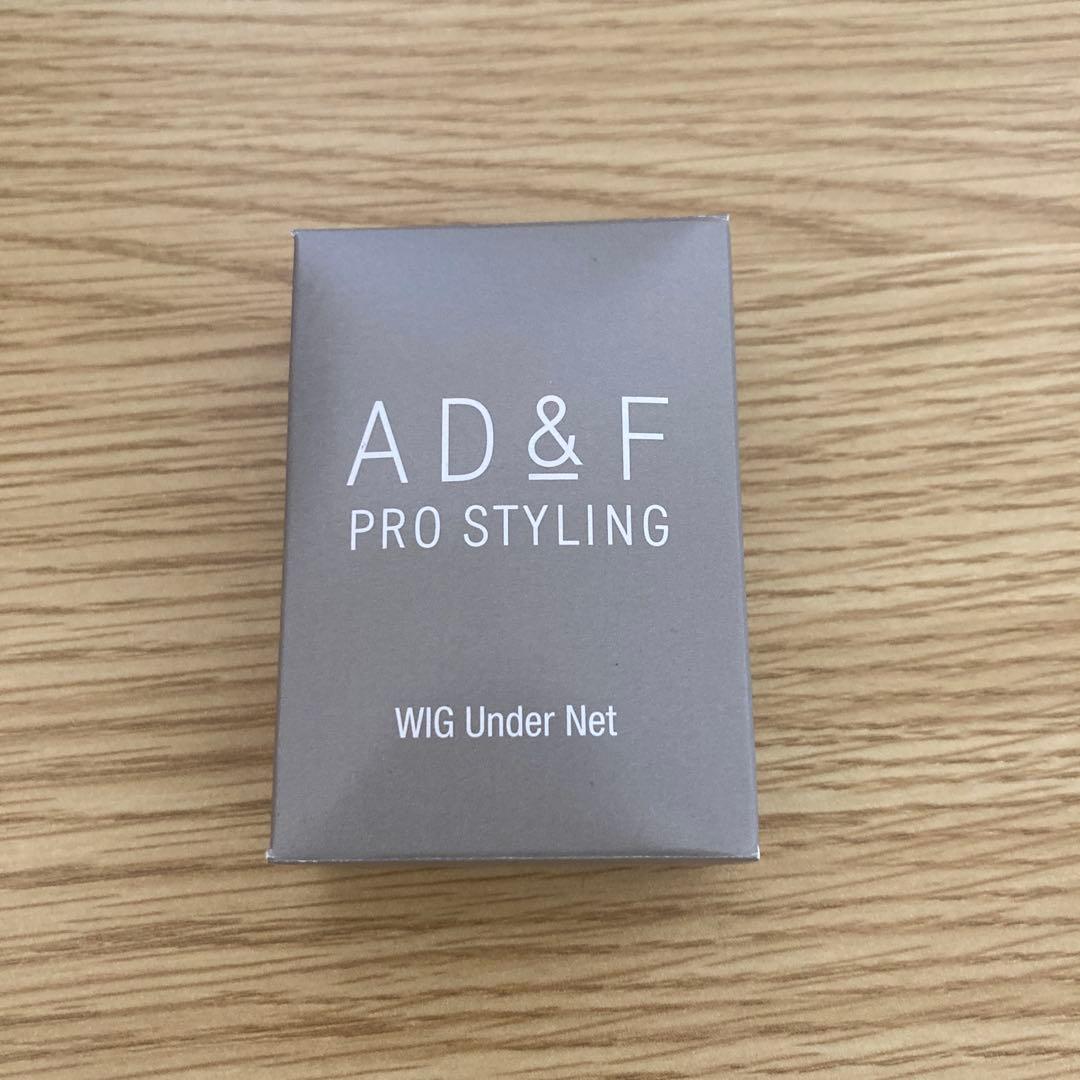 AD&F
PRO STYLING
WIG Under Net